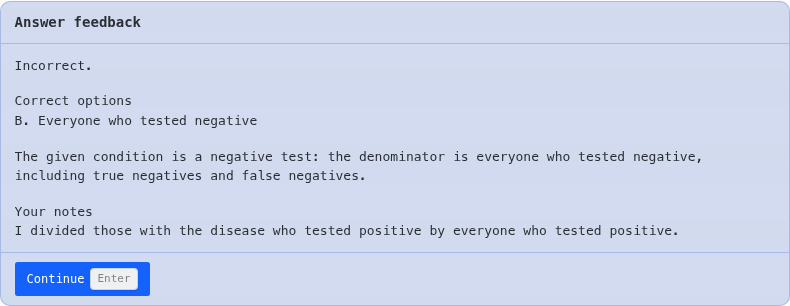 Answer feedback
Incorrect.
Correct options
B. Everyone who tested negative
The given condition is a negative test: the denominator is everyone who tested negative,
including true negatives and false negatives.
Your notes
I divided those with the disease who tested positive by everyone who tested positive.
Continue Enter